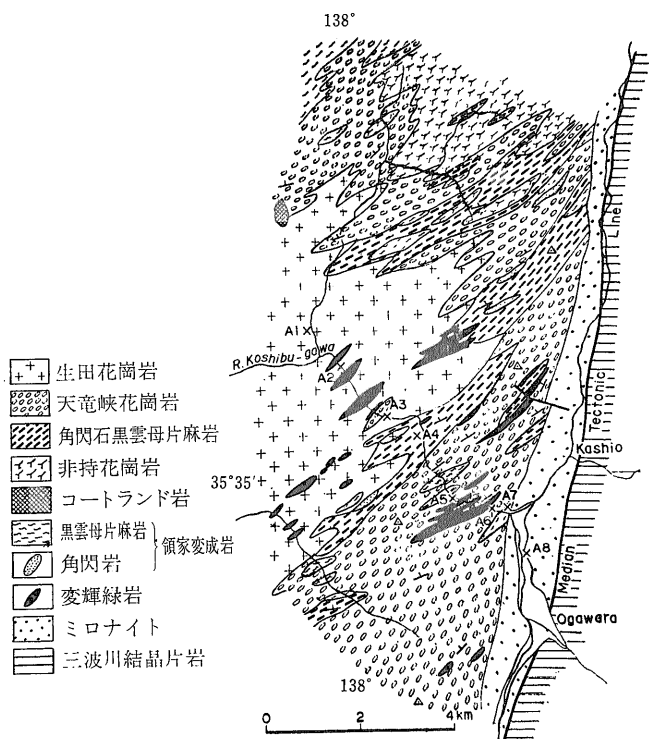 138°
Line
Tectonic
Median
A1
R. Koshibu-gawa
A2
A3
A4
35°35′
A5
A7
A6
Kashio
A8
Ogawara
138°
0 2 4km
生田花崗岩
天竜峡花崗岩
角閃石黒雲母片麻岩
非持花崗岩
コートランド岩
黒雲母片麻岩
角閃岩
領家変成岩
変輝緑岩
ミロナイト
三波川結晶片岩